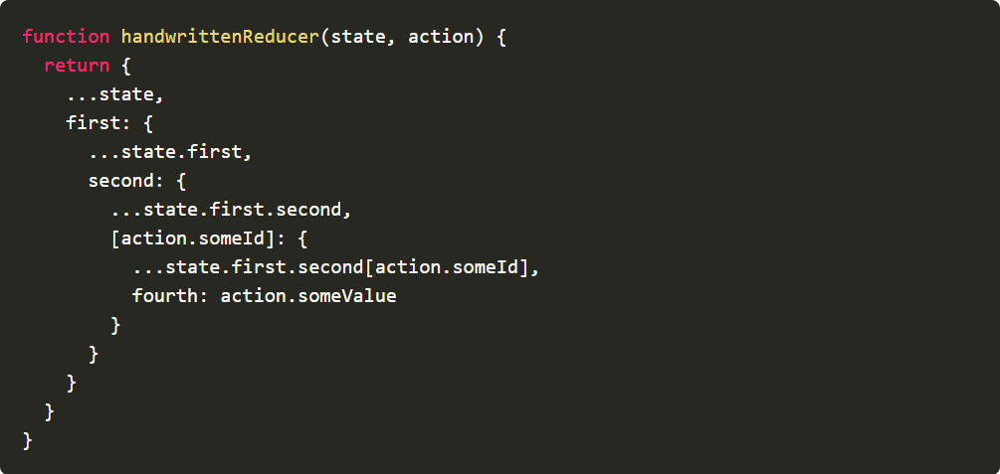 function handwrittenReducer(state, action) {
  return {
    ...state,
    first: {
      ...state.first,
      second: {
        ...state.first.second,
        [action.someId]: {
          ...state.first.second[action.someId],
          fourth: action.someValue
        }
      }
    }
  }
}